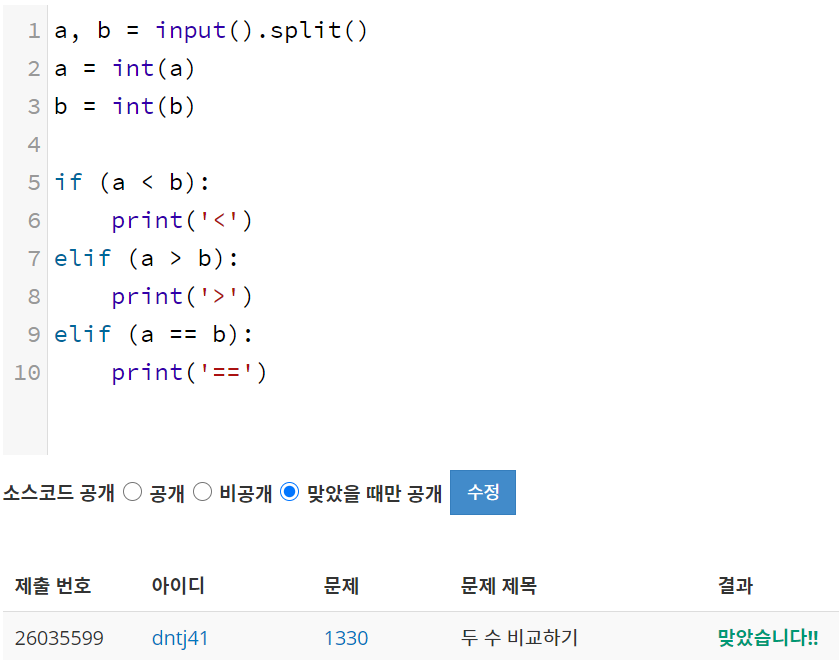 1 a, b = input().split()
2 a = int(a)
3 b = int(b)
4
5 if (a < b):
6     print('<')
7 elif (a > b):
8     print('>')
9 elif (a == b):
10     print('==')
소스코드 공개 공개 비공개 맞았을 때만 공개 수정
제출 번호 아이디 문제 문제 제목 결과
26035599 dntj41 1330 두 수 비교하기 맞았습니다!!